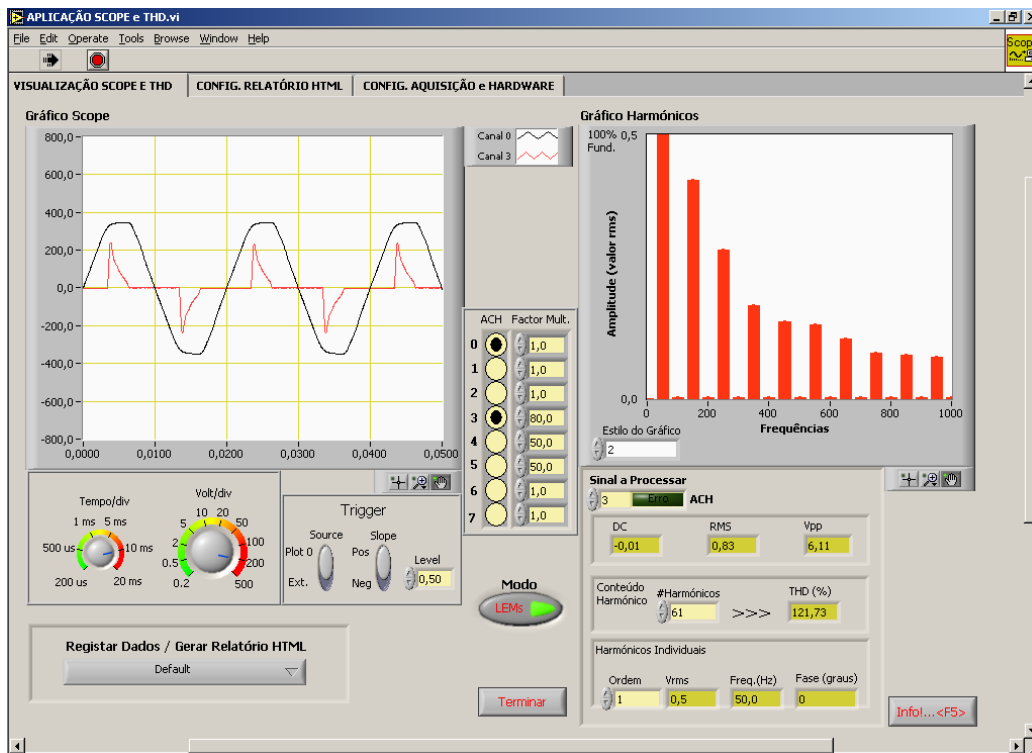 APLICAÇÃO SCOPE e THD.vi
File Edit Operate Tools Browse Window Help
Scop
VISUALIZAÇÃO SCOPE E THD CONFIG. RELATÓRIO HTML CONFIG. AQUISIÇÃO e HARDWARE
Gráfico Scope
800,0
600,0
400,0
200,0
0,0
-200,0
-400,0
-600,0
-800,0
0,0000 0,0100 0,0200 0,0300 0,0400 0,0500
Canal 0
Canal 3
Gráfico Harmónicos
100% 0,5
Fund.
Amplitude (valor rms)
0,0
0 200 400 600 800 1000
Frequências
Estilo do Gráfico
2
ACH Factor Mult.
0 1,0
1 1,0
2 1,0
3 80,0
4 50,0
5 50,0
6 1,0
7 1,0
Tempo/div
1 ms 5 ms
500 us 10 ms
200 us 20 ms
Volt/div
10 20
5 50
2 100
0.5 200
0.2 500
Trigger
Source Slope
Plot 0 Pos Level
Ext. Neg 0,50
Modo
LEMs
Sinal a Processar
3 Erro ACH
DC RMS Vpp
-0,01 0,83 6,11
Conteúdo #Harmónicos THD (%)
Harmónico 61 >>> 121,73
Harmónicos Individuais
Ordem Vrms Freq.(Hz) Fase (graus)
1 0,5 50,0 0
Registar Dados / Gerar Relatório HTML
Default
Terminar
Info!...<F5>